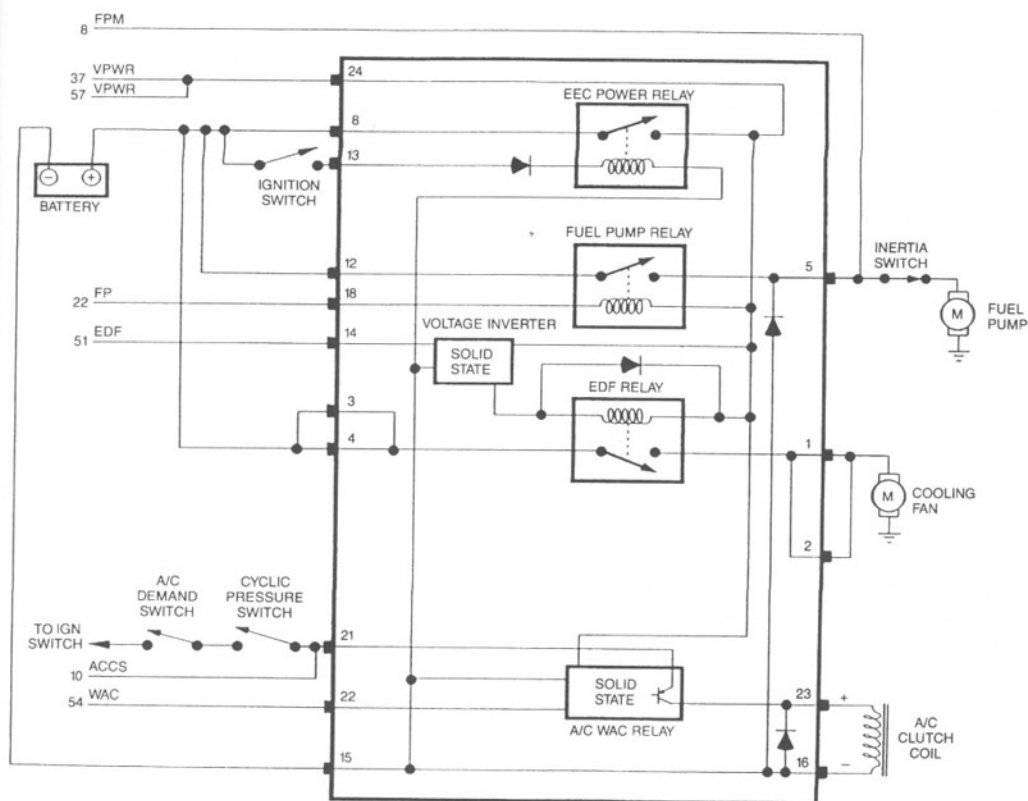 8 FPM
37 VPWR
57 VPWR
24
EEC POWER RELAY
8
13
− +
BATTERY
IGNITION
SWITCH
12
FUEL PUMP RELAY
5
INERTIA
SWITCH
M
FUEL
PUMP
22 FP
18
51 EDF
14
VOLTAGE INVERTER
SOLID
STATE
EDF RELAY
3
4
1
M
COOLING
FAN
2
A/C
DEMAND
SWITCH
CYCLIC
PRESSURE
SWITCH
TO IGN
SWITCH
21
10 ACCS
54 WAC
22
SOLID
STATE
A/C WAC RELAY
23
+
A/C
CLUTCH
COIL
15
16
−